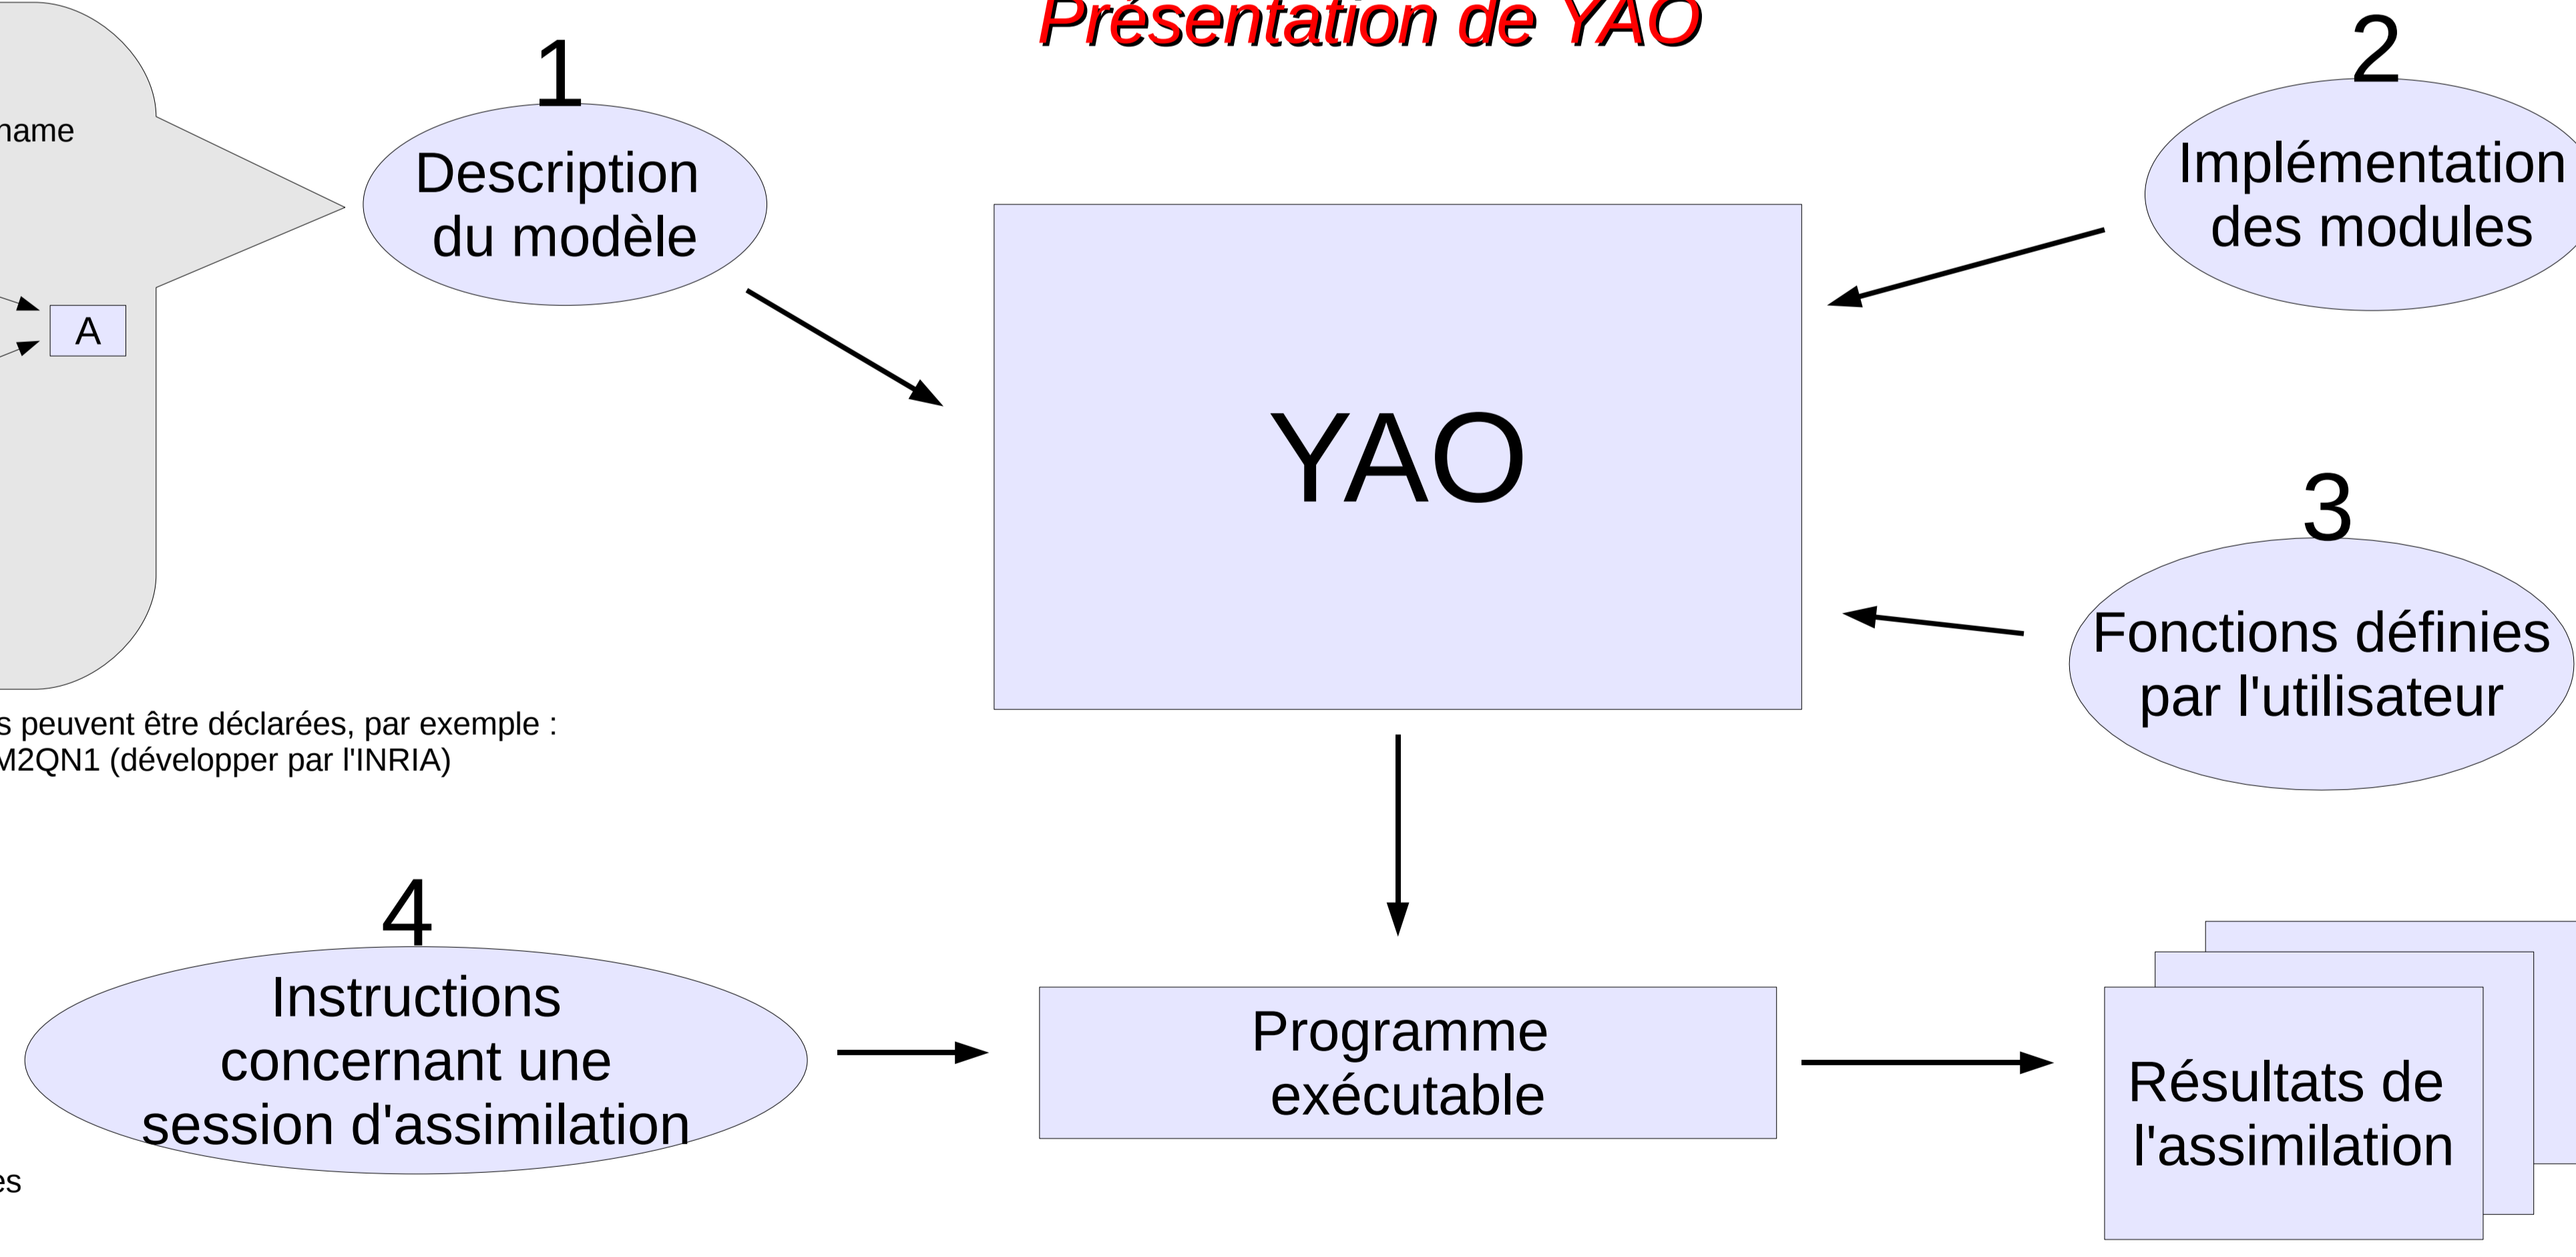 Présentation de YAO
1
Description
du modèle
2
Implémentation
des modules
name
A
YAO
3
Fonctions définies
par l'utilisateur
s peuvent être déclarées, par exemple :
M2QN1 (développer par l'INRIA)
4
Instructions
concernant une
session d'assimilation
Programme
exécutable
Résultats de
l'assimilation
es